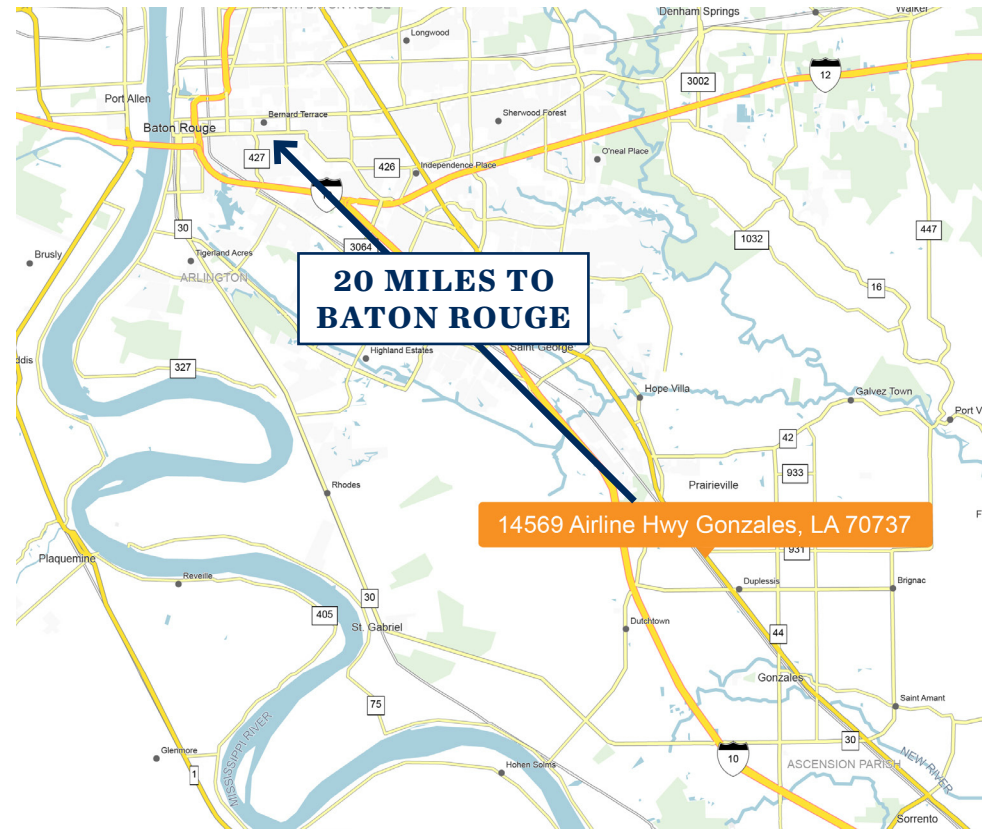 Denham Springs
Walker
Longwood
3002
12
Port Allen
Bernard Terrace
Sherwood Forest
Baton Rouge
427
426
Independence Place
O'neal Place
30
3064
1032
447
Brusly
Tigerland Acres
ARLINGTON
16
20 MILES TO
BATON ROUGE
Highland Estates
Saint George
327
Hope Villa
Galvez Town
Port V
42
933
Rhodes
Prairieville
14569 Airline Hwy Gonzales, LA 70737
931
Plaquemine
Reveille
Duplessis
Brignac
30
405
St. Gabriel
Dutchtown
44
Gonzales
75
Saint Amant
30
Glenmore
1
MISSISSIPPI RIVER
Hohen Solms
10
ASCENSION PARISH
NEW RIVER
Sorrento